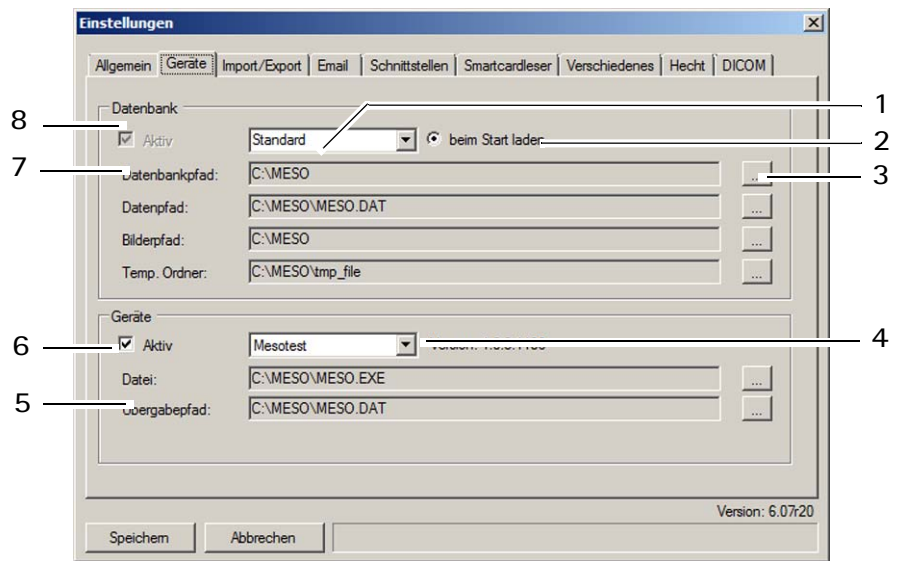 Einstellungen
Allgemein Geräte Import/Export Email Schnittstellen Smartcardleser Verschiedenes Hecht DICOM
Datenbank
1
8
Aktiv Standard beim Start laden
2
7
Datenbankpfad: C:\MESO ...
3
Datenpfad: C:\MESO\MESO.DAT ...
Bilderpfad: C:\MESO ...
Temp. Ordner: C:\MESO\tmp_file ...
Geräte
6
Aktiv Mesotest
4
Datei: C:\MESO\MESO.EXE ...
5
Übergabepfad: C:\MESO\MESO.DAT ...
Version: 6.07r20
Speichern Abbrechen